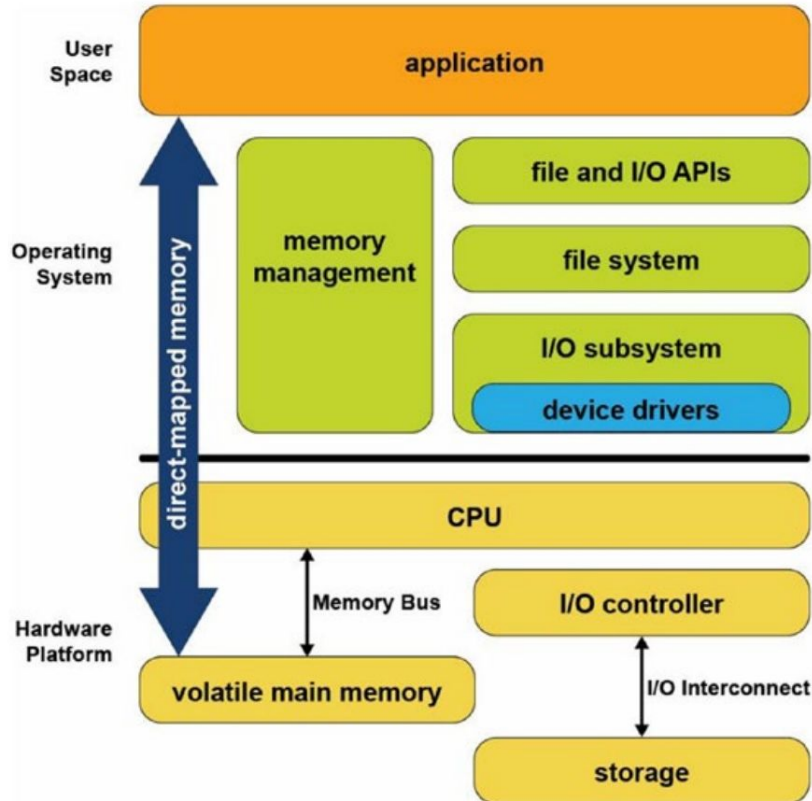 User
Space
application
Operating
System
direct-mapped memory
memory
management
file and I/O APIs
file system
I/O subsystem
device drivers
Hardware
Platform
CPU
Memory Bus
I/O controller
volatile main memory
I/O Interconnect
storage